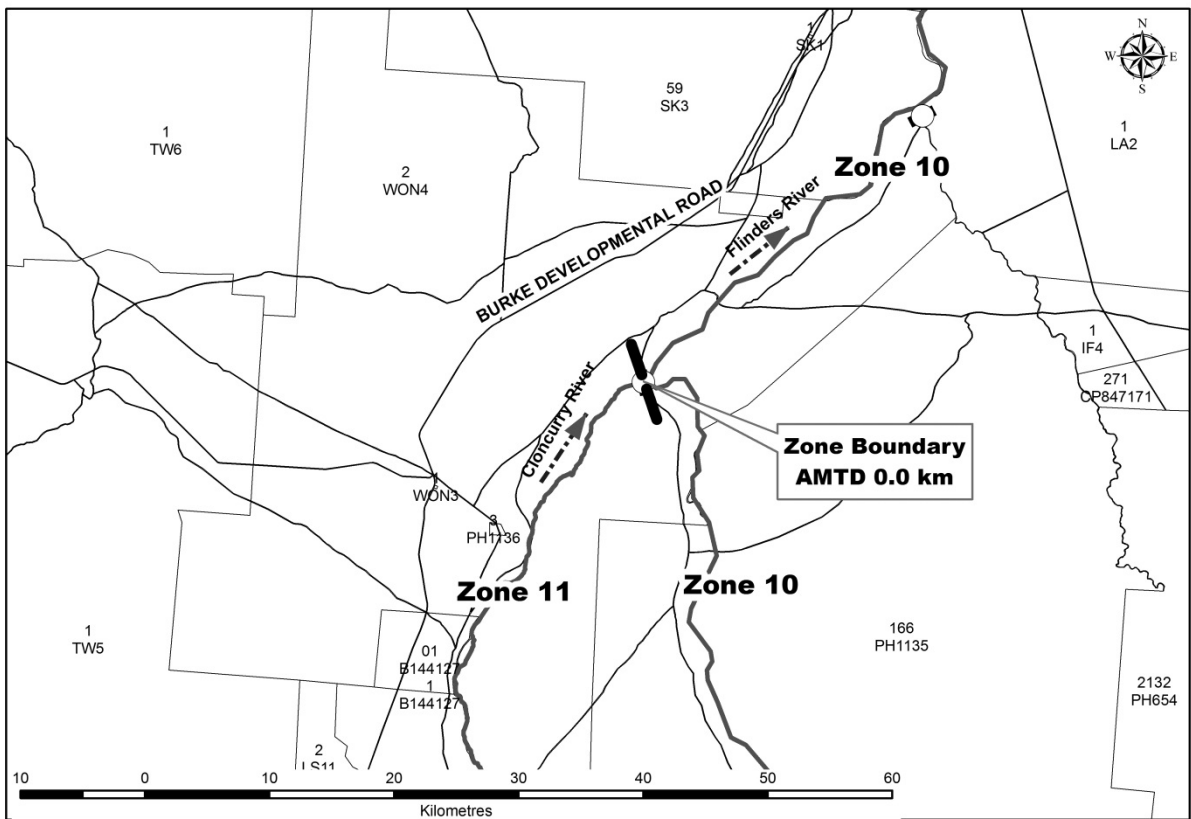 N
W E
S
1
SK1
59
SK3
1
TW6
1
LA2
2
WON4
Zone 10
BURKE DEVELOPMENTAL ROAD
Flinders River
1
IF4
271
CP847171
Cloncurry River
Zone Boundary
AMTD 0.0 km
WON3
3
PH1136
Zone 11
Zone 10
1
TW5
166
PH1135
01
B144127
1
B144127
2132
PH654
2
LS11
10 0 10 20 30 40 50 60
Kilometres